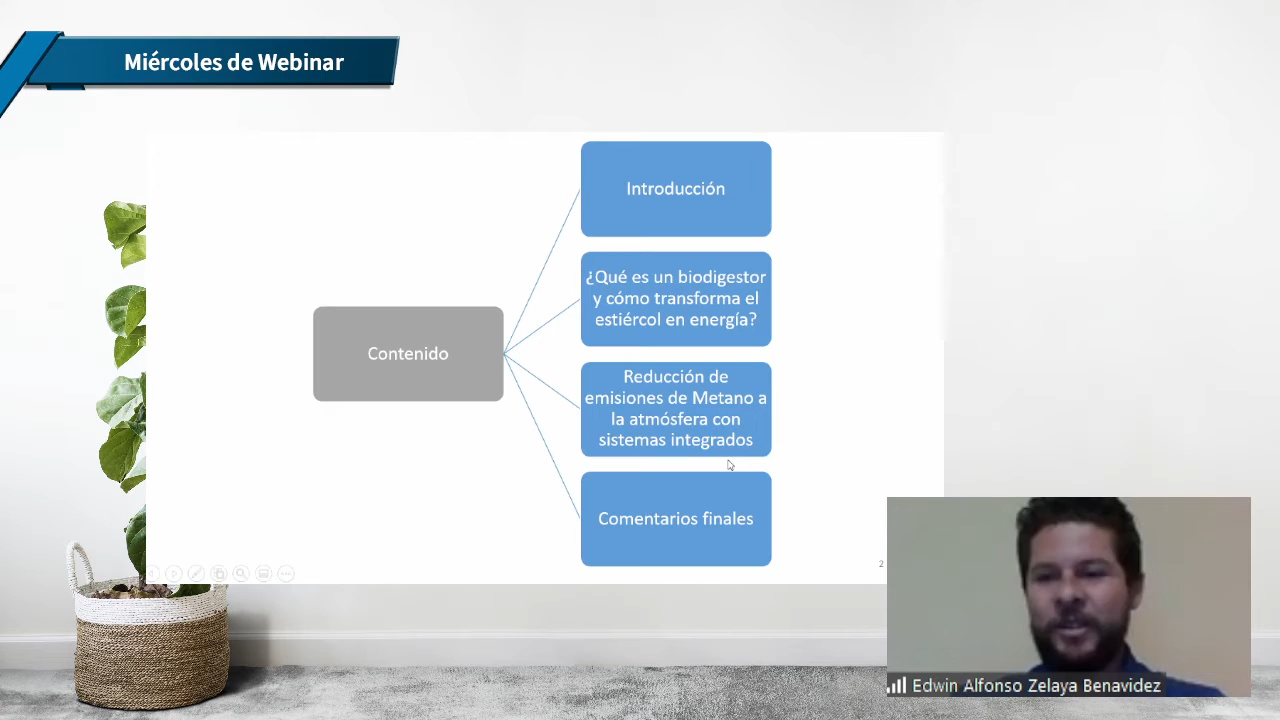 Miércoles de Webinar
Introducción
¿Qué es un biodigestor
y cómo transforma el
estiércol en energía?
Contenido
Reducción de
emisiones de Metano a
la atmósfera con
sistemas integrados
Comentarios finales
2
Edwin Alfonso Zelaya Benavidez